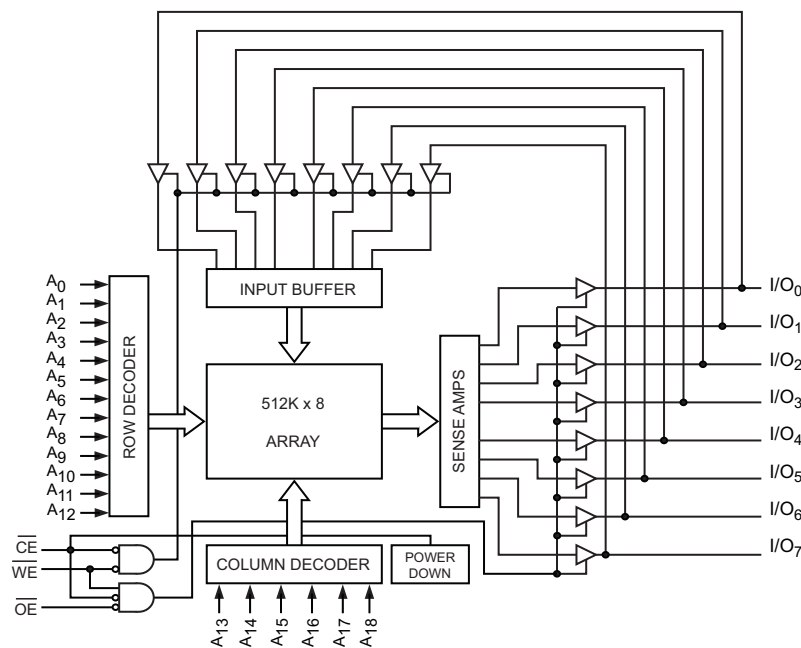 A0
A1
A2
A3
A4
A5
A6
A7
A8
A9
A10
A11
A12
ROW DECODER
INPUT BUFFER
512K x 8
ARRAY
SENSE AMPS
I/O0
I/O1
I/O2
I/O3
I/O4
I/O5
I/O6
I/O7
CE
WE
OE
COLUMN DECODER
POWER
DOWN
A13
A14
A15
A16
A17
A18